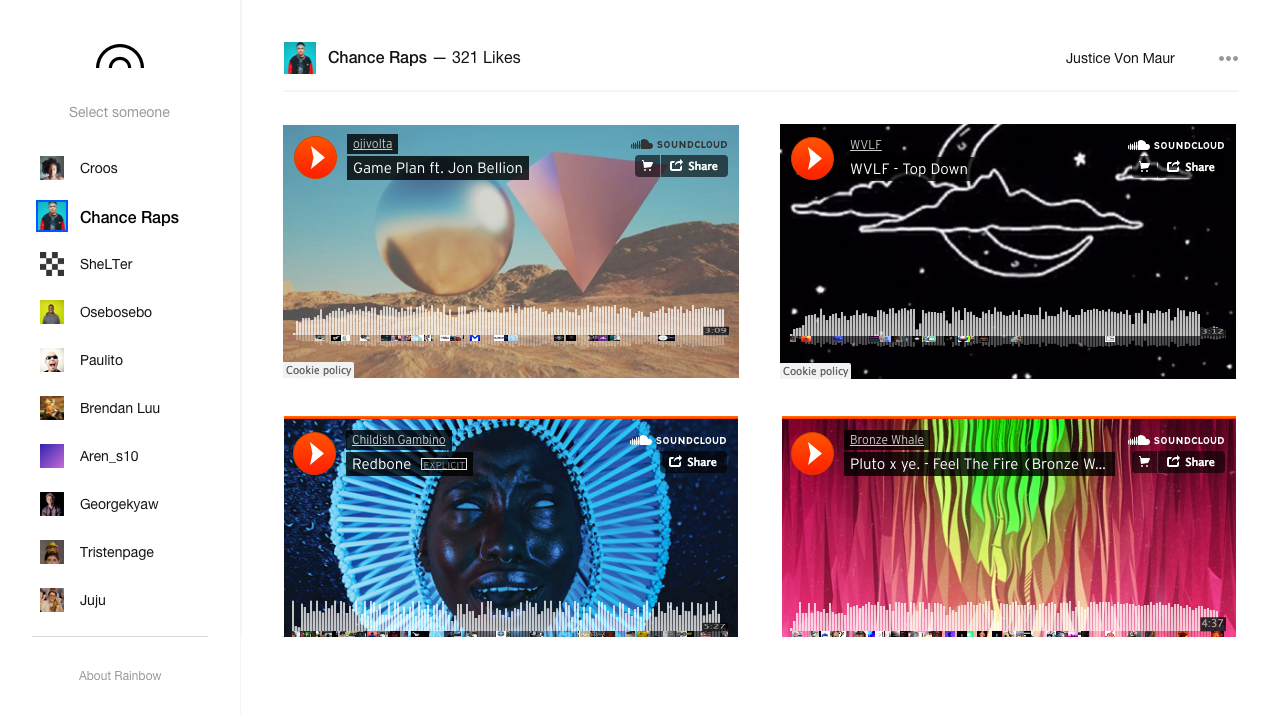 Select someone
Croos
Chance Raps
SheLTer
Osebosebo
Paulito
Brendan Luu
Aren_s10
Georgekyaw
Tristenpage
Juju
About Rainbow
Chance Raps — 321 Likes
Justice Von Maur
ojivolta
Game Plan ft. Jon Bellion
SOUNDCLOUD
Share
3:09
Cookie policy
WVLF
WVLF - Top Down
SOUNDCLOUD
Share
3:12
Cookie policy
Childish Gambino
Redbone EXPLICIT
SOUNDCLOUD
Share
5:27
Bronze Whale
Pluto x ye. - Feel The Fire (Bronze W...
SOUNDCLOUD
Share
4:37